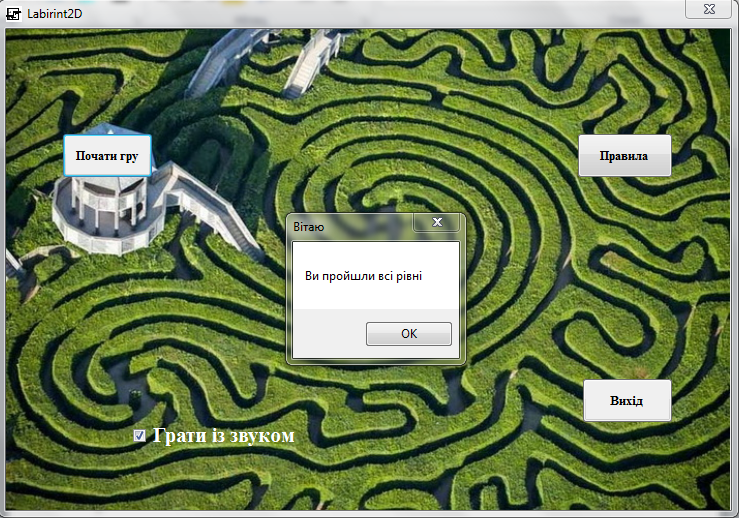 Labirint2D
Почати гру
Правила
Вітаю
Ви пройшли всі рівні
OK
Вихід
Грати із звуком